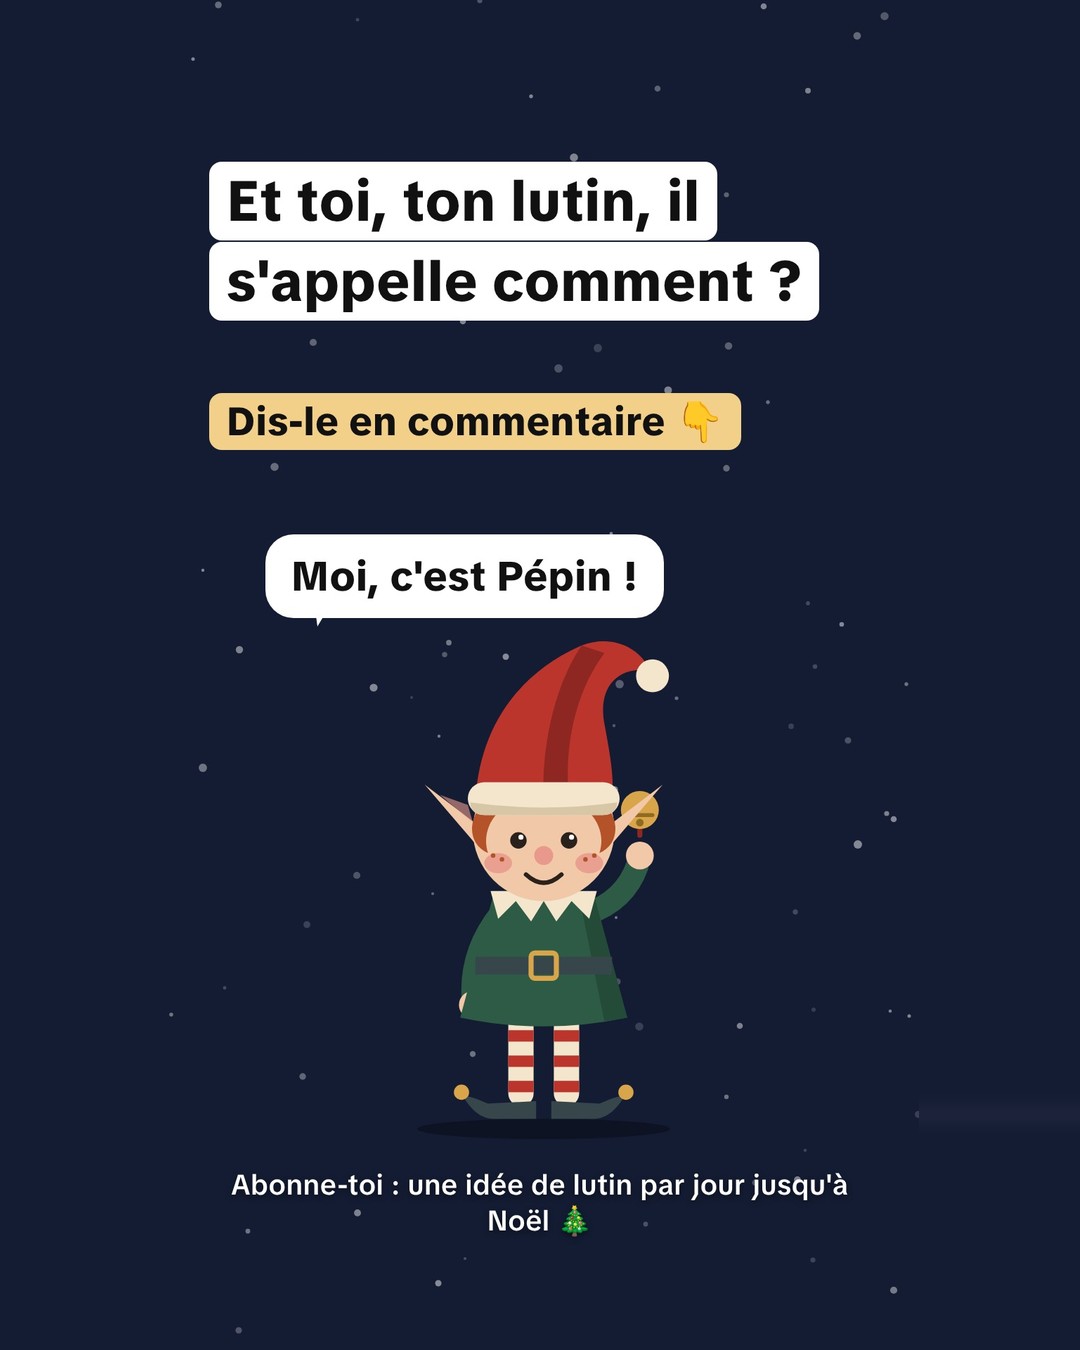 Et toi, ton lutin, il
s'appelle comment ?
Dis-le en commentaire 👇
Moi, c'est Pépin !
Abonne-toi : une idée de lutin par jour jusqu'à
Noël 🎄